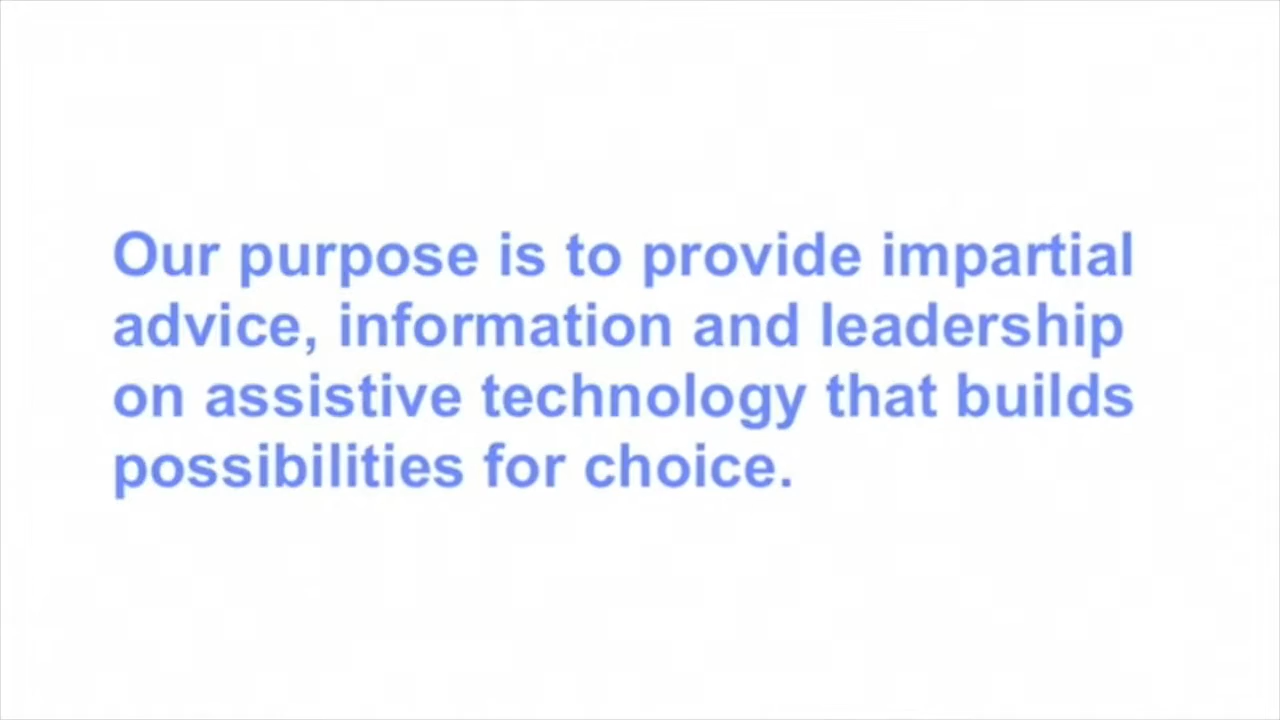 Our purpose is to provide impartial
advice, information and leadership
on assistive technology that builds
possibilities for choice.